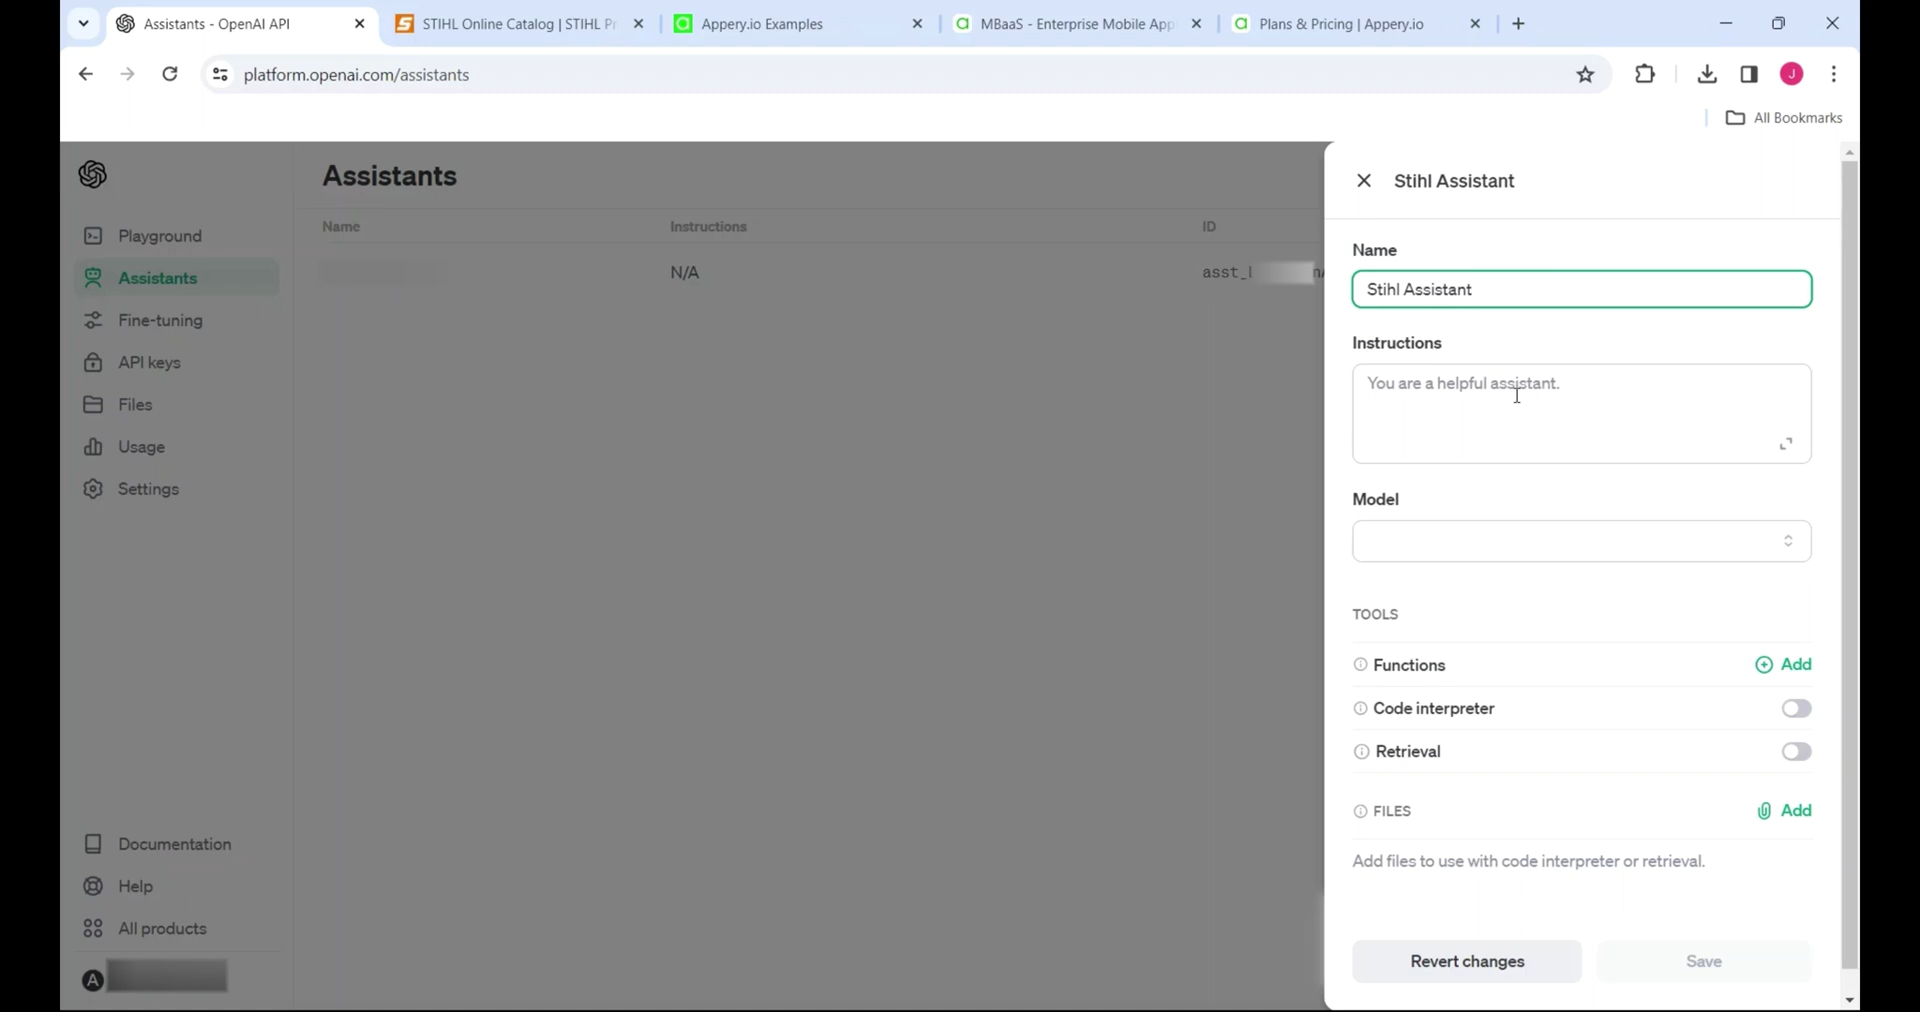 Assistants - OpenAI API
STIHL Online Catalog | STIHL Pr
Appery.io Examples
MBaaS - Enterprise Mobile App
Plans & Pricing | Appery.io
platform.openai.com/assistants
J
All Bookmarks
Playground
Assistants
Fine-tuning
API keys
Files
Usage
Settings
Documentation
Help
All products
A
Assistants
Name
Instructions
ID
N/A
asst_
Stihl Assistant
Name
Stihl Assistant
Instructions
You are a helpful assistant.
Model
TOOLS
Functions
Add
Code interpreter
Retrieval
FILES
Add
Add files to use with code interpreter or retrieval.
Revert changes
Save